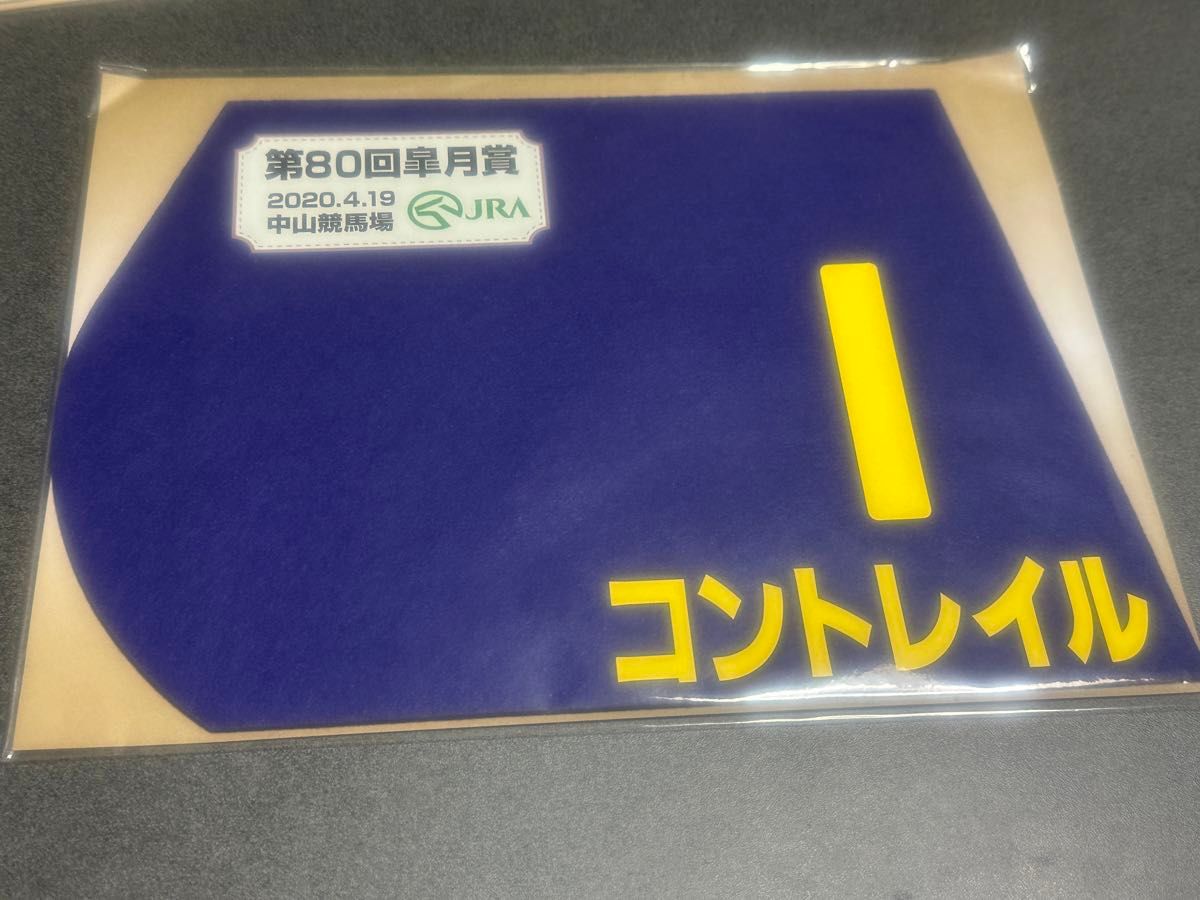 第80回皐月賞
2020.4.19
中山競馬場
JRA
1
コントレイル